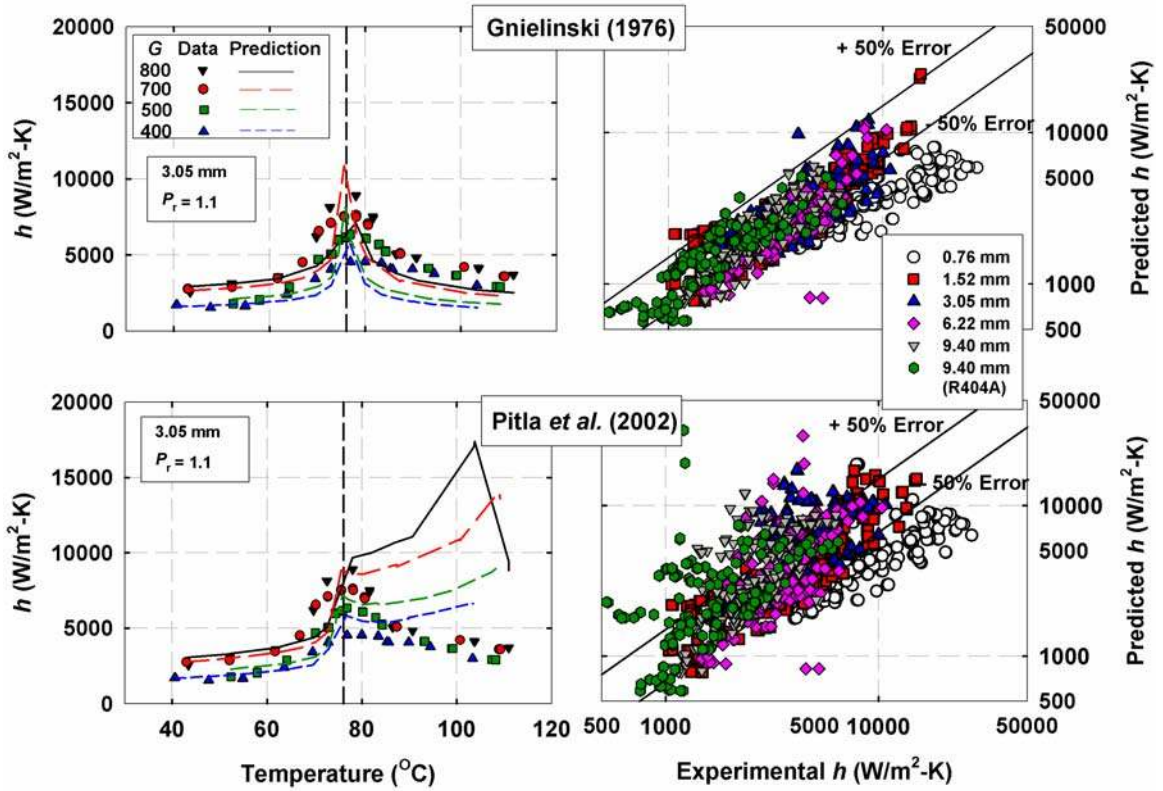 Gnielinski (1976)
20000
15000
10000
5000
0
h (W/m²-K)
G Data Prediction
800
700
500
400
3.05 mm
Pr = 1.1
+ 50% Error
- 50% Error
50000
10000
5000
1000
500
Predicted h (W/m²-K)
0.76 mm
1.52 mm
3.05 mm
6.22 mm
9.40 mm
9.40 mm
(R404A)
Pitla et al. (2002)
20000
15000
10000
5000
0
h (W/m²-K)
3.05 mm
Pr = 1.1
40 60 80 100 120
Temperature (OC)
+ 50% Error
- 50% Error
50000
10000
5000
1000
500
Predicted h (W/m²-K)
500 1000 5000 10000 50000
Experimental h (W/m²-K)